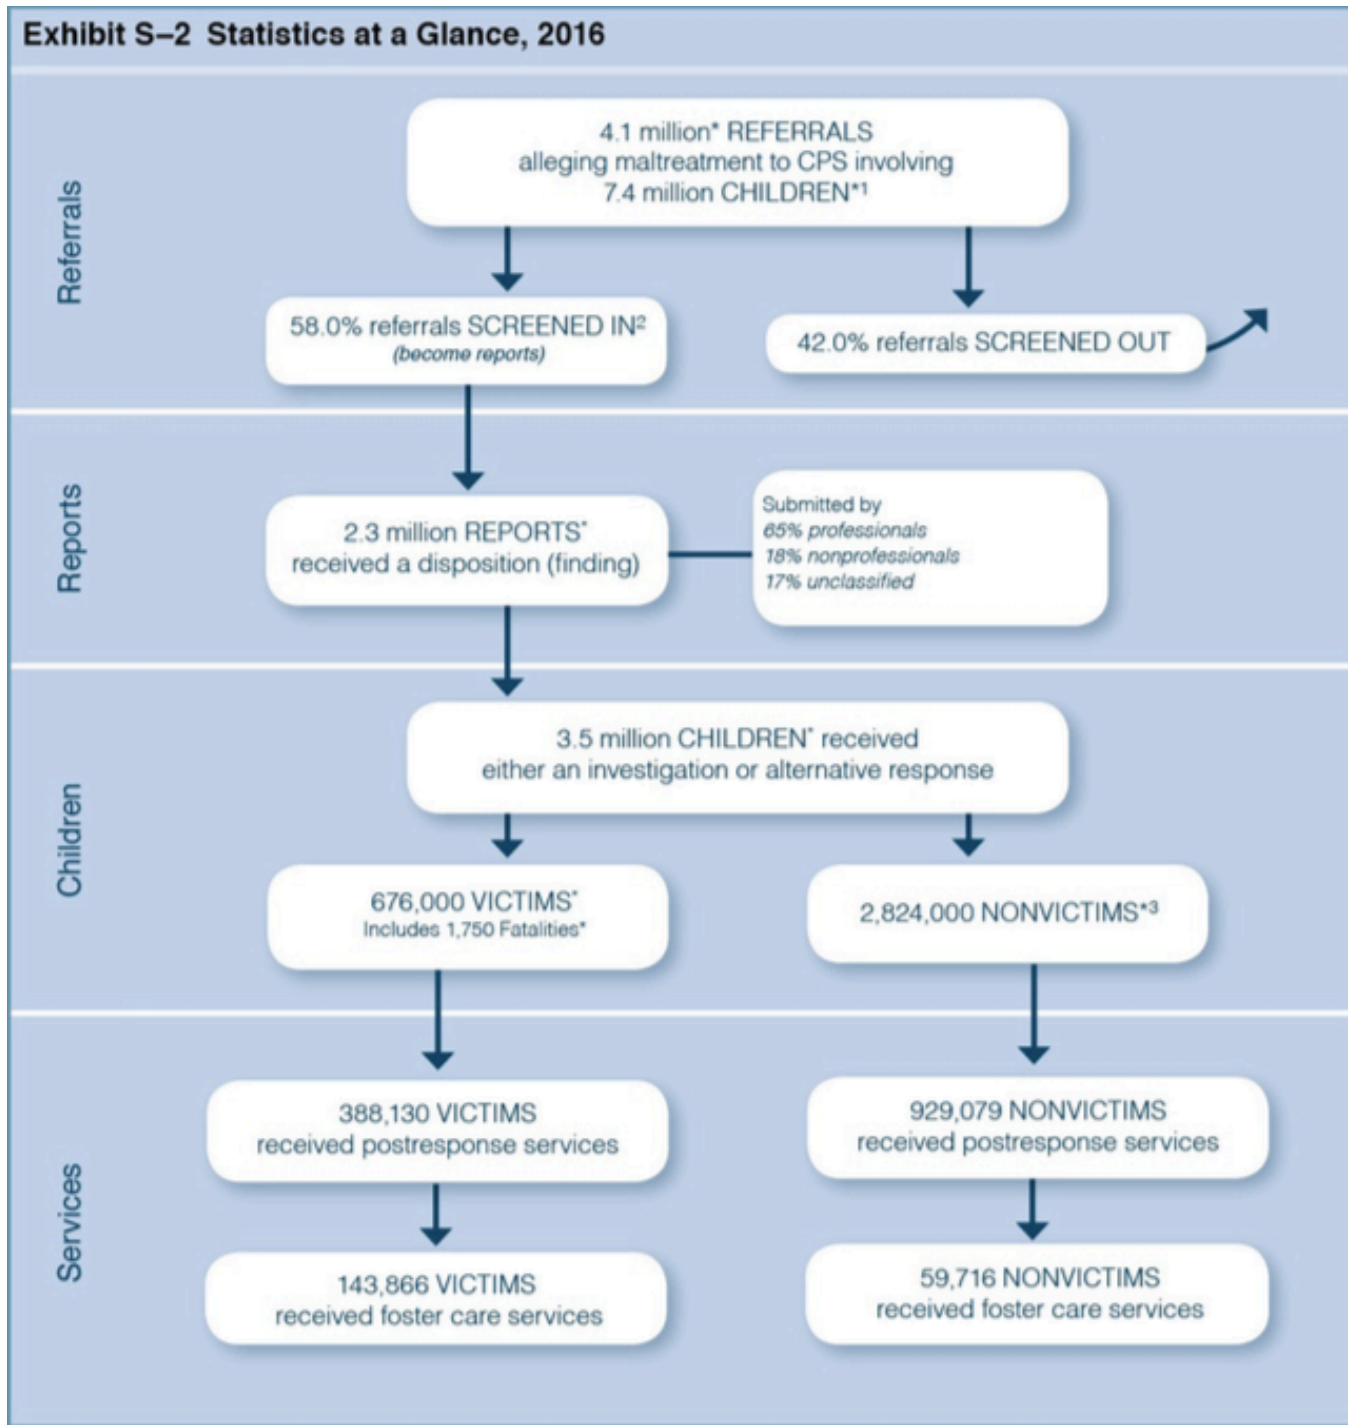 Exhibit S–2 Statistics at a Glance, 2016
Referrals
4.1 million* REFERRALS
alleging maltreatment to CPS involving
7.4 million CHILDREN*¹
58.0% referrals SCREENED IN²
(become reports)
42.0% referrals SCREENED OUT
Reports
2.3 million REPORTS*
received a disposition (finding)
Submitted by
65% professionals
18% nonprofessionals
17% unclassified
Children
3.5 million CHILDREN* received
either an investigation or alternative response
676,000 VICTIMS*
Includes 1,750 Fatalities*
2,824,000 NONVICTIMS*³
Services
388,130 VICTIMS
received postresponse services
929,079 NONVICTIMS
received postresponse services
143,866 VICTIMS
received foster care services
59,716 NONVICTIMS
received foster care services